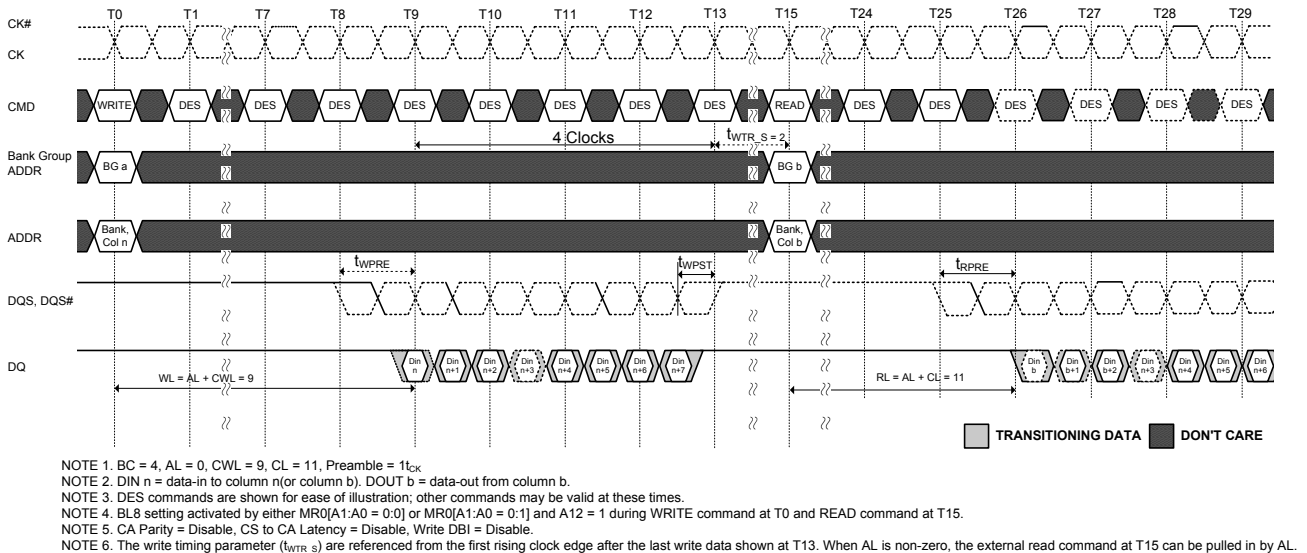 T0 T1 T7 T8 T9 T10 T11 T12 T13 T15 T24 T25 T26 T27 T28 T29
CK#
CK
CMD WRITE DES DES DES DES DES DES DES DES READ DES DES DES DES DES DES
4 Clocks tWTR_S = 2
Bank Group
ADDR
BG a BG b
ADDR
Bank,
Col n
Bank,
Col b
tWPRE tWPST tRPRE
DQS, DQS#
DQ
Din
n
Din
n+1
Din
n+2
Din
n+3
Din
n+4
Din
n+5
Din
n+6
Din
n+7
Din
b
Din
b+1
Din
b+2
Din
n+3
Din
n+4
Din
n+5
Din
n+6
WL = AL + CWL = 9 RL = AL + CL = 11
TRANSITIONING DATA DON'T CARE
NOTE 1. BC = 4, AL = 0, CWL = 9, CL = 11, Preamble = 1tCK
NOTE 2. DIN n = data-in to column n(or column b). DOUT b = data-out from column b.
NOTE 3. DES commands are shown for ease of illustration; other commands may be valid at these times.
NOTE 4. BL8 setting activated by either MR0[A1:A0 = 0:0] or MR0[A1:A0 = 0:1] and A12 = 1 during WRITE command at T0 and READ command at T15.
NOTE 5. CA Parity = Disable, CS to CA Latency = Disable, Write DBI = Disable.
NOTE 6. The write timing parameter (tWTR_S) are referenced from the first rising clock edge after the last write data shown at T13. When AL is non-zero, the external read command at T15 can be pulled in by AL.